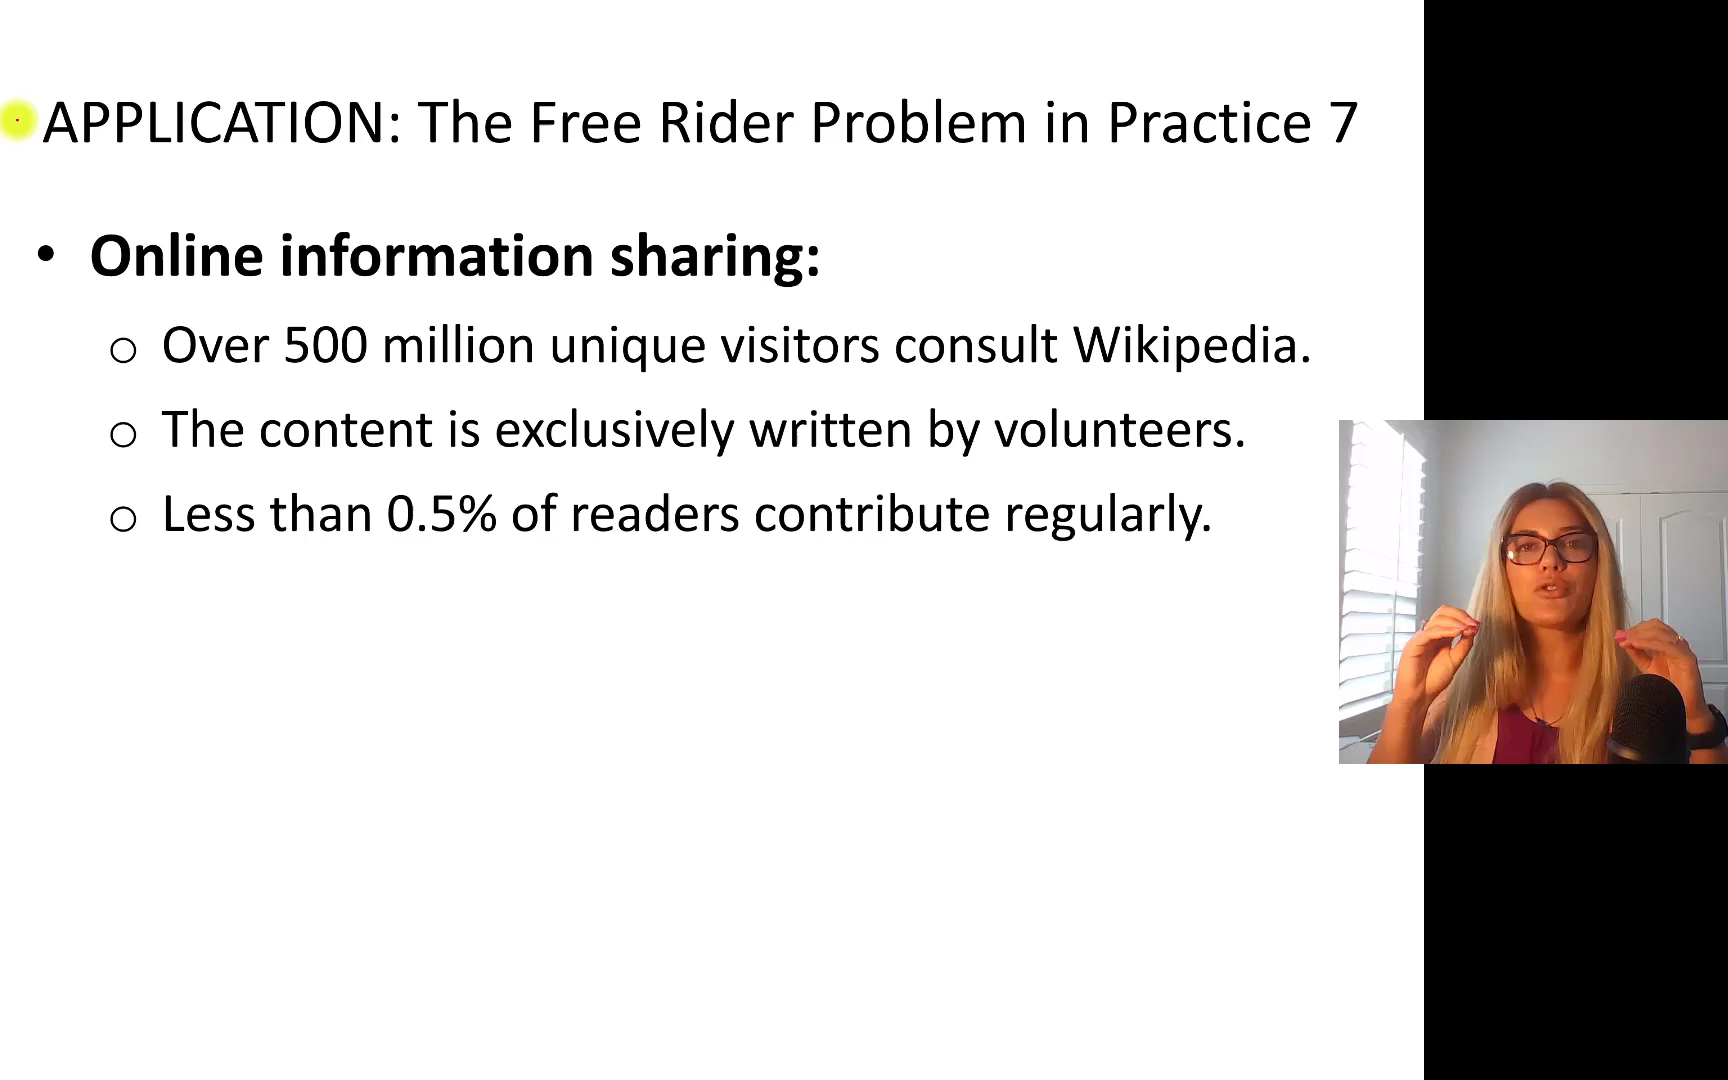 APPLICATION: The Free Rider Problem in Practice 7
• Online information sharing:
o Over 500 million unique visitors consult Wikipedia.
o The content is exclusively written by volunteers.
o Less than 0.5% of readers contribute regularly.